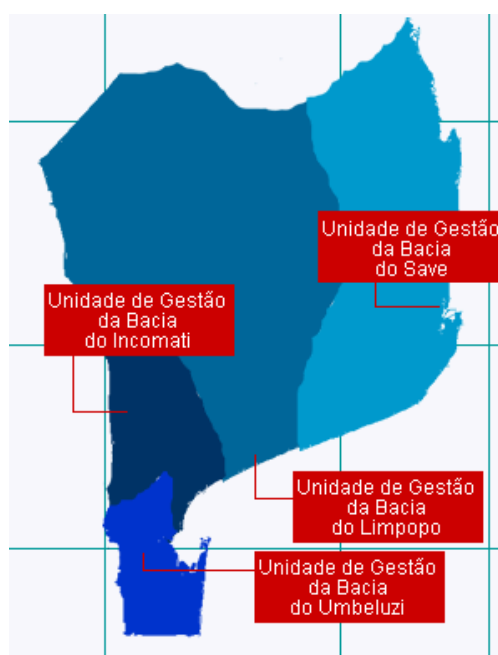 Unidade de Gestão
da Bacia
do Save
Unidade de Gestão
da Bacia
do Incomati
Unidade de Gestão
da Bacia
do Limpopo
Unidade de Gestão
da Bacia
do Umbeluzi